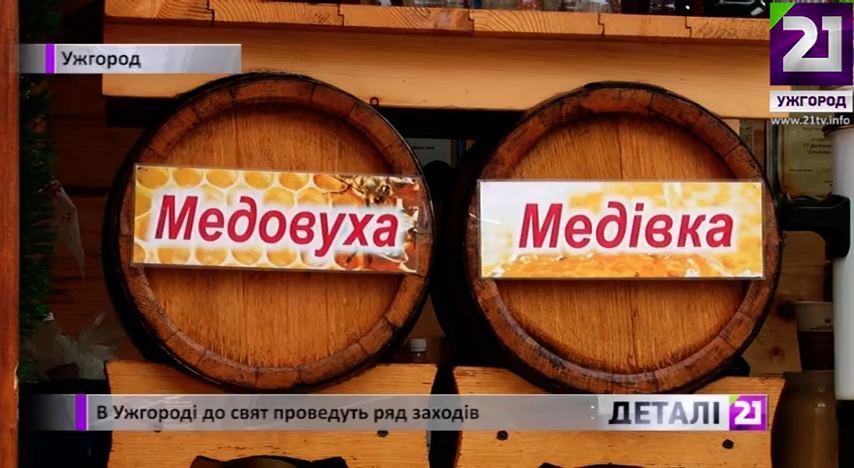 Ужгород
21
УЖГОРОД
www.21tv.info
Медовуха
Медівка
В Ужгороді до свят проведуть ряд заходів
ДЕТАЛІ 21